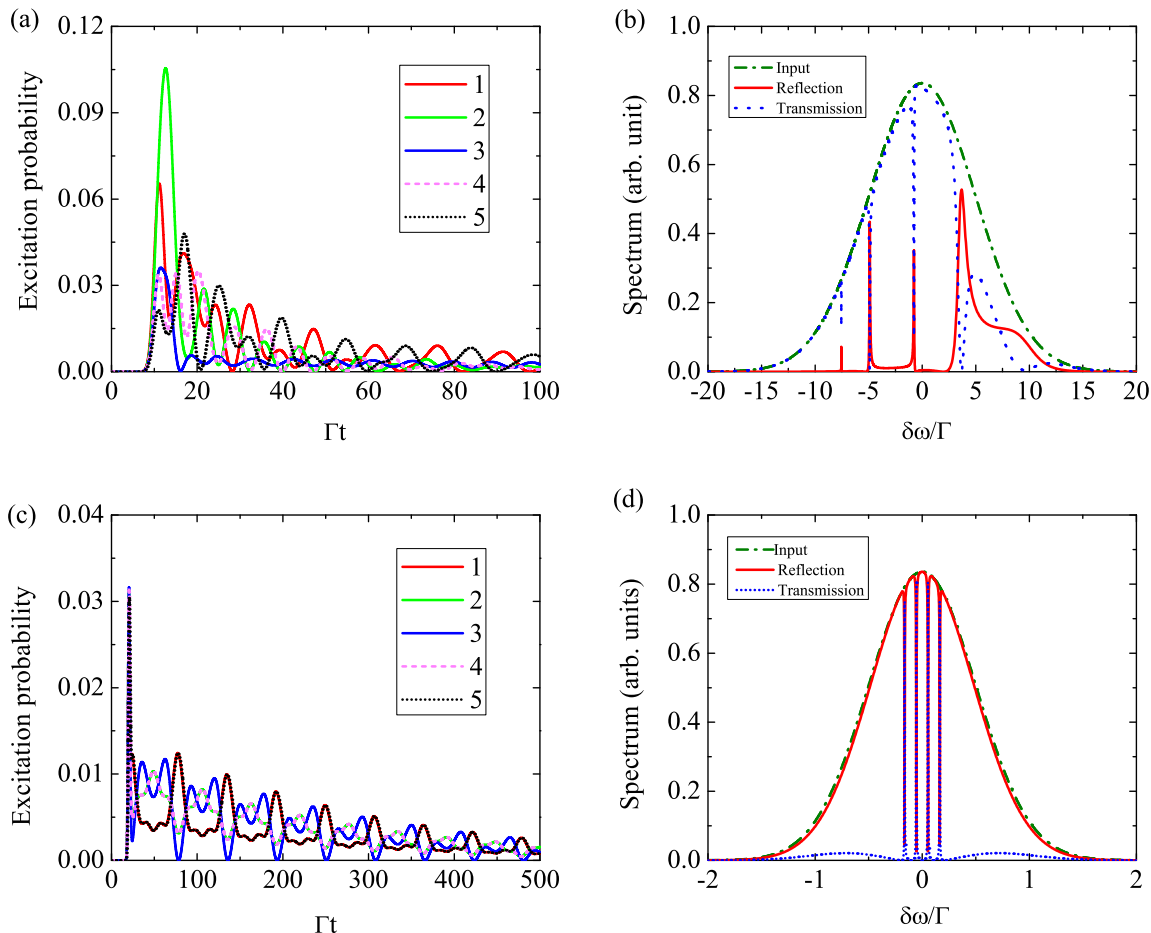 (a)
0.12
0.09
0.06
0.03
0.00
Excitation probability
1
2
3
4
5
0 20 40 60 80 100
Γt
(b)
1.0
0.8
0.6
0.4
0.2
0.0
Spectrum (arb. unit)
Input
Reflection
Transmission
-20 -15 -10 -5 0 5 10 15 20
δω/Γ
(c)
0.04
0.03
0.02
0.01
0.00
Excitation probability
1
2
3
4
5
0 100 200 300 400 500
Γt
(d)
1.0
0.8
0.6
0.4
0.2
0.0
Spectrum (arb. units)
Input
Reflection
Transmission
-2 -1 0 1 2
δω/Γ